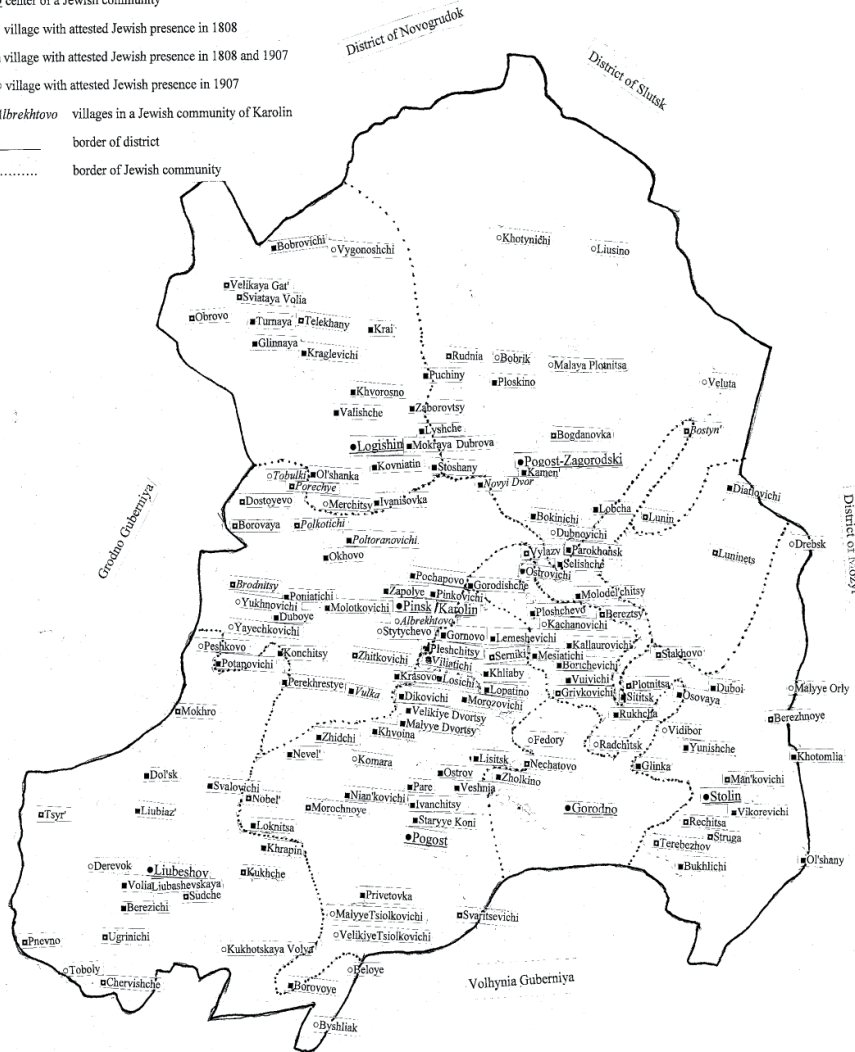 center of a Jewish community
village with attested Jewish presence in 1808
village with attested Jewish presence in 1808 and 1907
village with attested Jewish presence in 1907
lbrekhtovo villages in a Jewish community of Karolin
border of district
border of Jewish community
District of Novogrudok
District of Slutsk
Bobrovichi
Vygonoshchi
Khotynichi
Liusino
Velikaya Gat'
Sviataya Volia
Obrovo
Turnaya
Telekhany
Krai
Glinnaya
Kraglevichi
Rudnia
Bobrik
Malaya Plotnitsa
Puchiny
Ploskino
Veluta
Khvorosno
Valishche
Zaborovtsy
Lyshche
Bogdanovka
Bostyn'
Logishin
Mokraya Dubrova
Kovniatin
Stoshany
Pogost-Zagorodski
Kamen'
Tobulki
Ol'shanka
Porechye
Novyi Dvor
Diatlovichi
Dostoyevo
Merchitsy
Ivanisovka
Lobcha
Lunin
Bokinichi
Borovaya
Polkotichi
Dubnovichi
Grodno Guberniya
Poltoranovichi
Drebsk
Okhovo
Vylazy
Parokhonsk
Luninets
Selishche
Ostrovichi
Pochapovo
Gorodishche
Brodnitsy
Poniatichi
Zapolye
Pinkovichi
Molodel'chitsy
Yukhnovichi
Molotkovichi
Pinsk / Karolin
Ploshchevo
Bereztsy
Duboye
Albrekhtovo
Kachanovichi
Yayechkovichi
Stytychevo
Gornovo
Lemeshevichi
Kallaurovichi
Peshkovo
Konchitsy
Pleshchitsy
Zhitkovichi
Serniki
Mesiatichi
Stakhovo
Potanovichi
Viliatichi
Borichevichi
Krasovo
Losichi
Khliaby
Vuivichi
Plotnitsa
Perekhrestye
Vulka
Lopatino
Grivkovichi
Sititsk
Osovaya
Duboi
Malyye Orly
Dikovichi
Morozovichi
Mokhro
Velikiye Dvortsy
Rukhcha
Berezhnoye
Malyye Dvortsy
Zhidchi
Khvoina
Vidibor
Fedory
Radchitsk
Yunishche
Nevel'
Komara
Lisitsk
Nechatovo
Glinka
Khotomlia
Dol'sk
Ostrov
Zholkino
Man'kovichi
Svalovichi
Pare
Veshnia
Nobel'
Nian'kovichi
Stolin
Tsyr'
Liubiaz'
Morochnoye
Ivanchitsy
Gorodno
Vikorevichi
Staryye Koni
Rechitsa
Loknitsa
Pogost
Struga
Terebezhov
Khrapin
Derevok
Liubeshov
Kukhche
Bukhlichi
Ol'shany
Volia Liubashevskaya
Sudche
Privetovka
Berezichi
Malyye Tsiolkovichi
Svaritsevichi
Pnevno
Ugrinichi
Velikiye Tsiolkovichi
Kukhotskaya Volya
Toboly
Beloye
Chervishche
Borovoye
Volhynia Guberniya
Byshliak